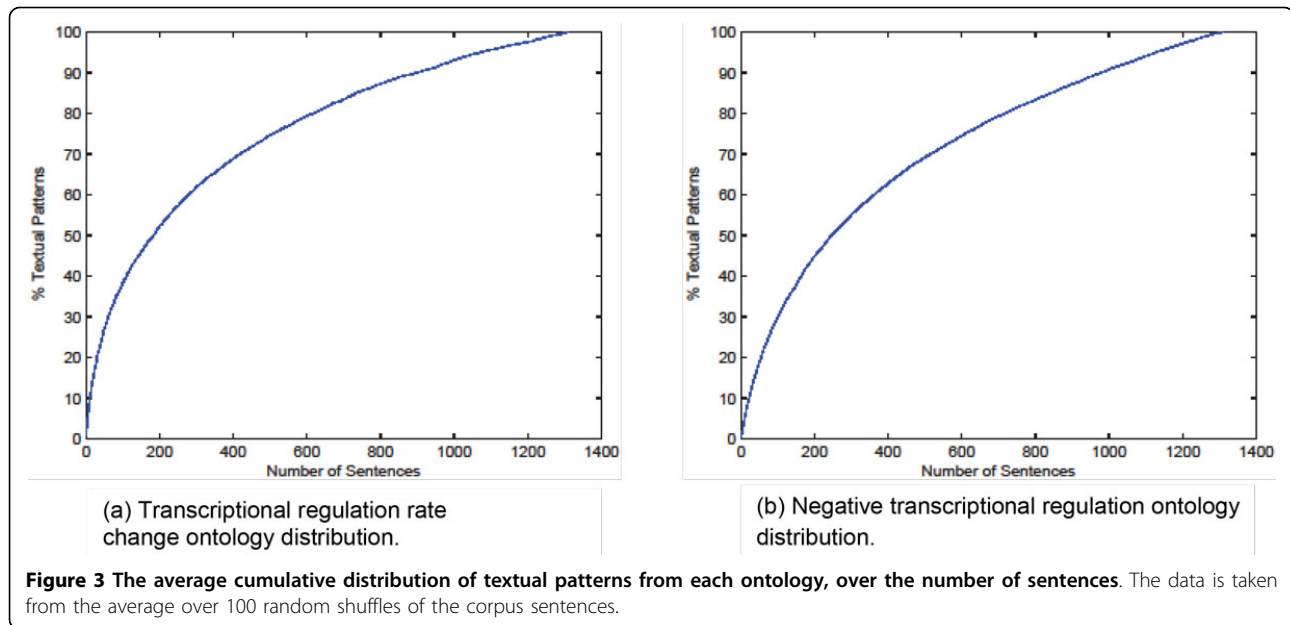 100
90
80
70
60
50
40
30
20
10
0
% Textual Patterns
0 200 400 600 800 1000 1200 1400
Number of Sentences
(a) Transcriptional regulation rate
change ontology distribution.
100
90
80
70
60
50
40
30
20
10
0
% Textual Patterns
0 200 400 600 800 1000 1200 1400
Number of Sentences
(b) Negative transcriptional regulation ontology
distribution.
Figure 3 The average cumulative distribution of textual patterns from each ontology, over the number of sentences. The data is taken
from the average over 100 random shuffles of the corpus sentences.